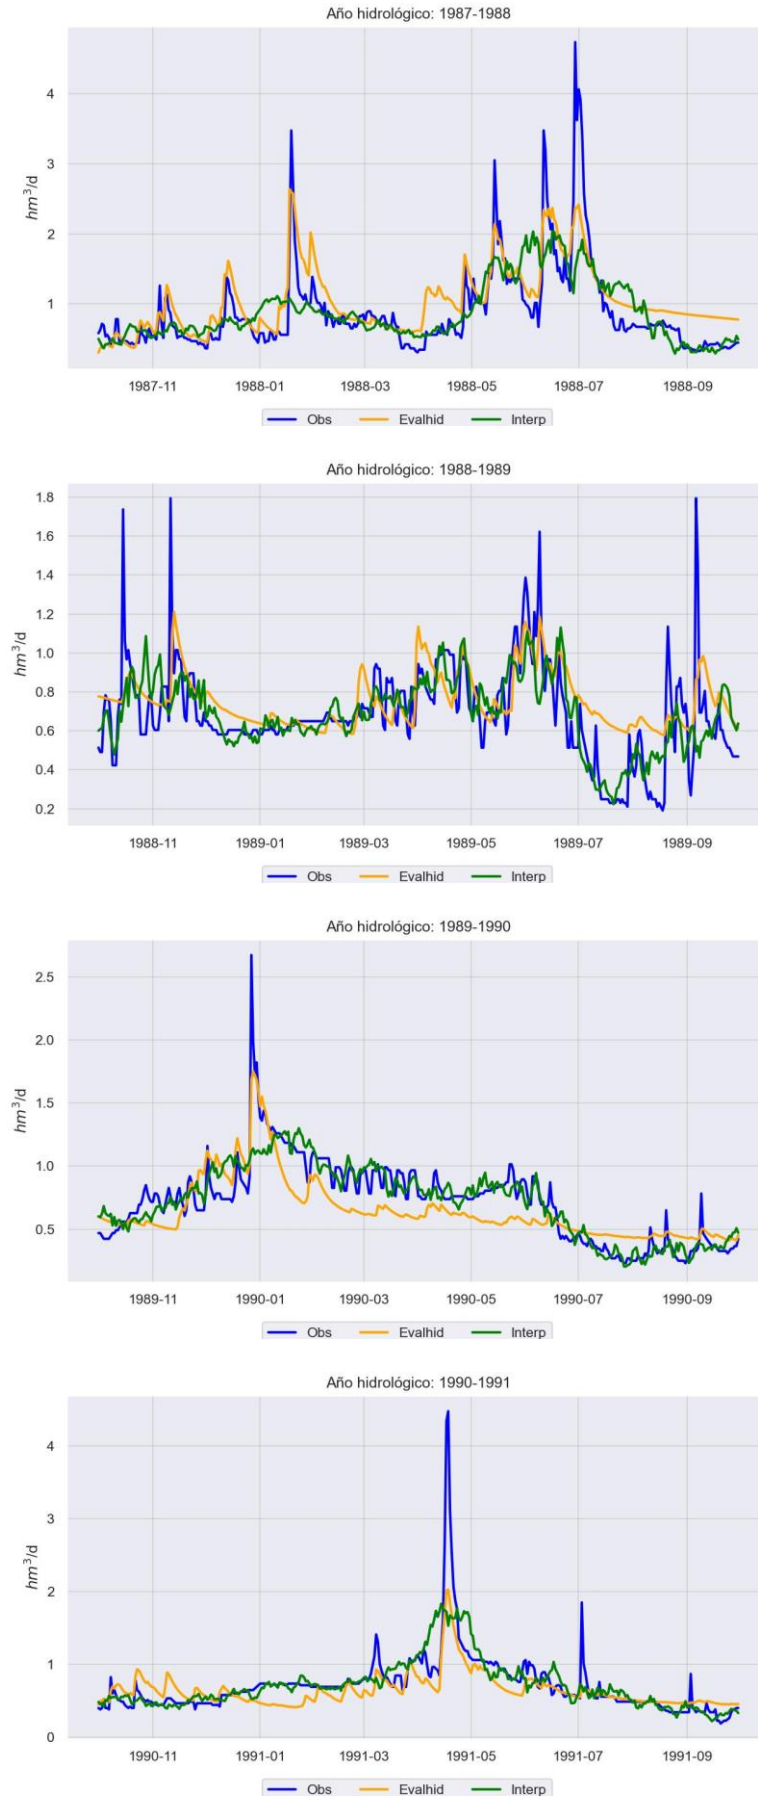 Año hidrológico: 1987-1988
4
3
2
1
hm³/d
1987-11 1988-01 1988-03 1988-05 1988-07 1988-09
Obs Evalhid Interp
Año hidrológico: 1988-1989
1.8
1.6
1.4
1.2
1.0
0.8
0.6
0.4
0.2
hm³/d
1988-11 1989-01 1989-03 1989-05 1989-07 1989-09
Obs Evalhid Interp
Año hidrológico: 1989-1990
2.5
2.0
1.5
1.0
0.5
hm³/d
1989-11 1990-01 1990-03 1990-05 1990-07 1990-09
Obs Evalhid Interp
Año hidrológico: 1990-1991
4
3
2
1
0
hm³/d
1990-11 1991-01 1991-03 1991-05 1991-07 1991-09
Obs Evalhid Interp